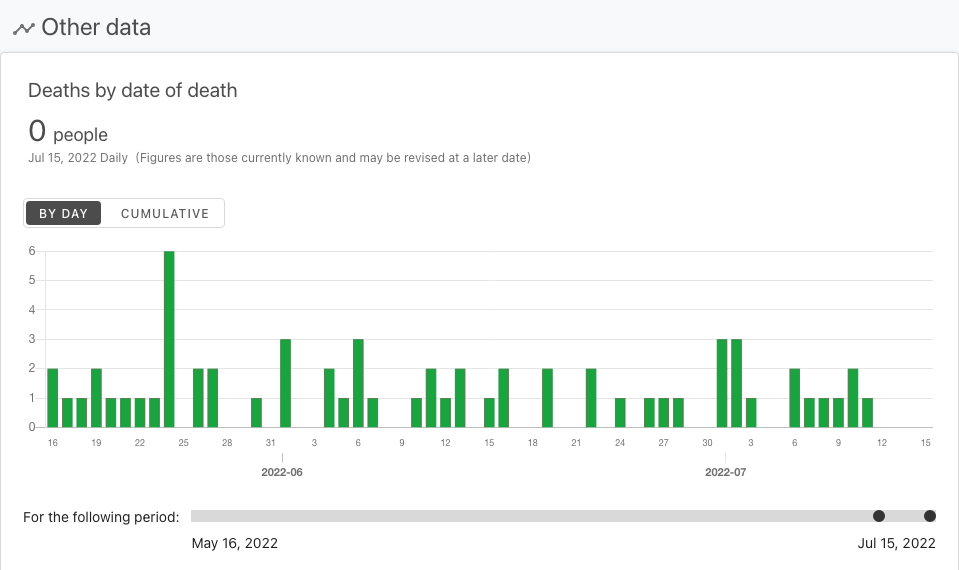 Other data
Deaths by date of death
0 people
Jul 15, 2022 Daily (Figures are those currently known and may be revised at a later date)
BY DAY CUMULATIVE
6
5
4
3
2
1
0
16 19 22 25 28 31 3 6 9 12 15 18 21 24 27 30 3 6 9 12 15
2022-06 2022-07
For the following period:
May 16, 2022 Jul 15, 2022